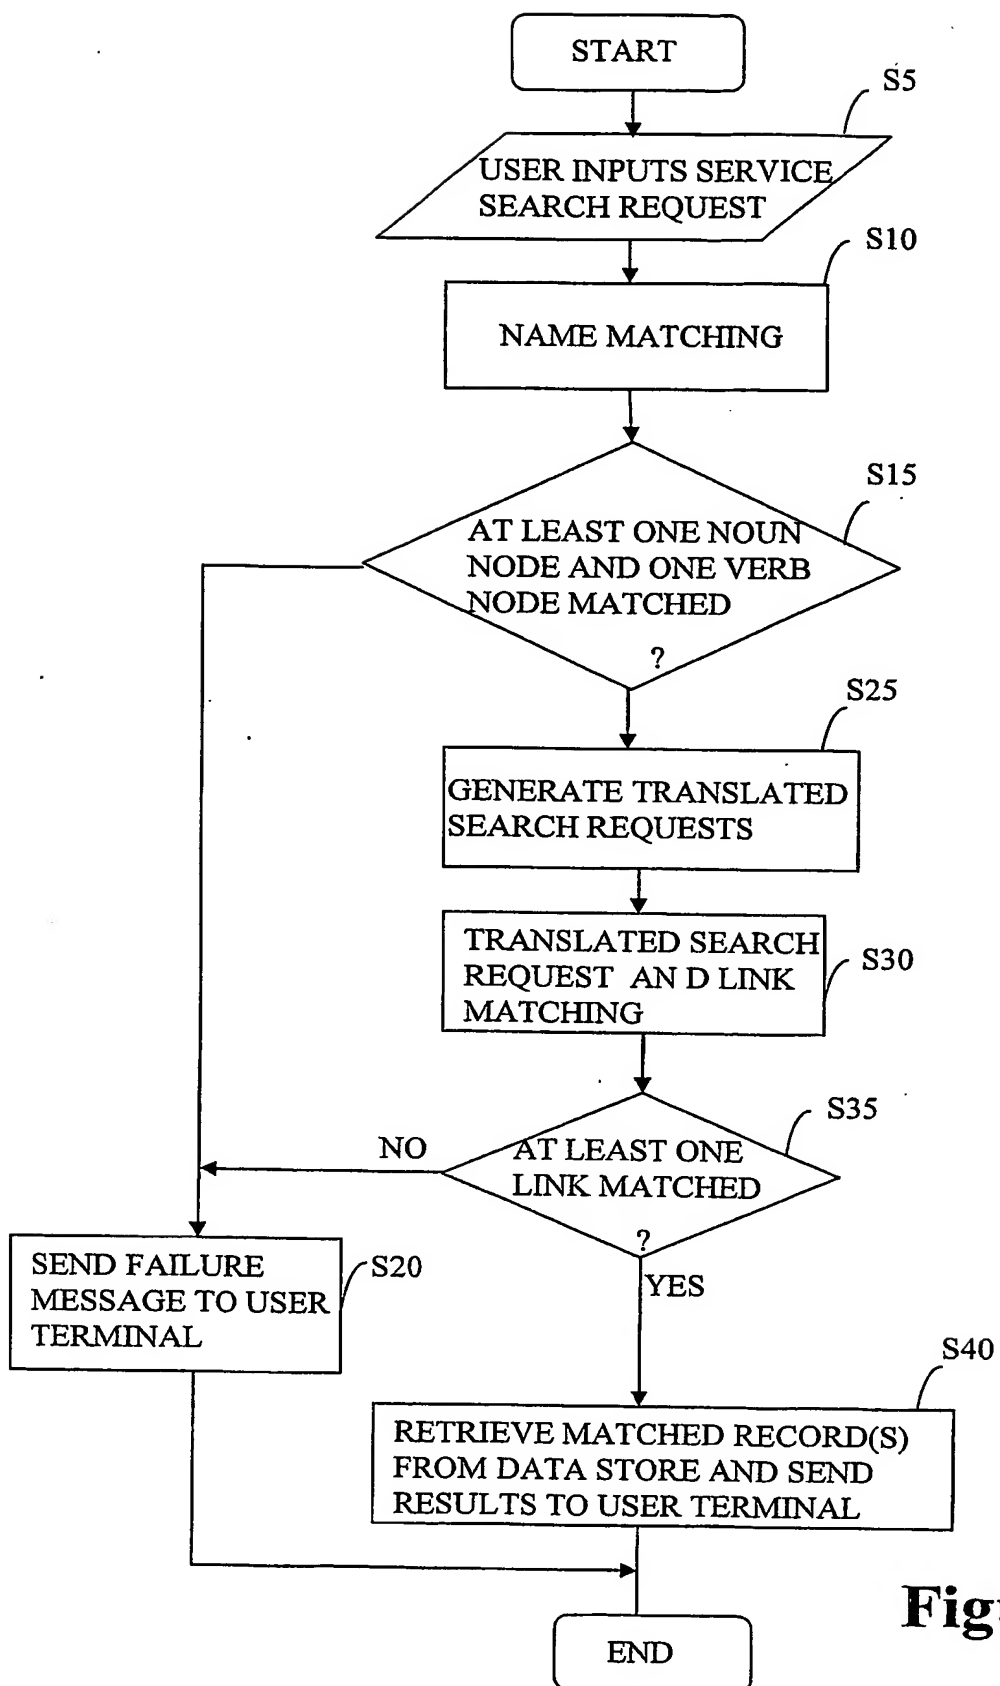 START
S5
USER INPUTS SERVICE
SEARCH REQUEST
S10
NAME MATCHING
S15
AT LEAST ONE NOUN
NODE AND ONE VERB
NODE MATCHED
?
S25
GENERATE TRANSLATED
SEARCH REQUESTS
TRANSLATED SEARCH
REQUEST AN D LINK
MATCHING
S30
S35
NO
AT LEAST ONE
LINK MATCHED
?
YES
SEND FAILURE
MESSAGE TO USER
TERMINAL
S20
S40
RETRIEVE MATCHED RECORD(S)
FROM DATA STORE AND SEND
RESULTS TO USER TERMINAL
END